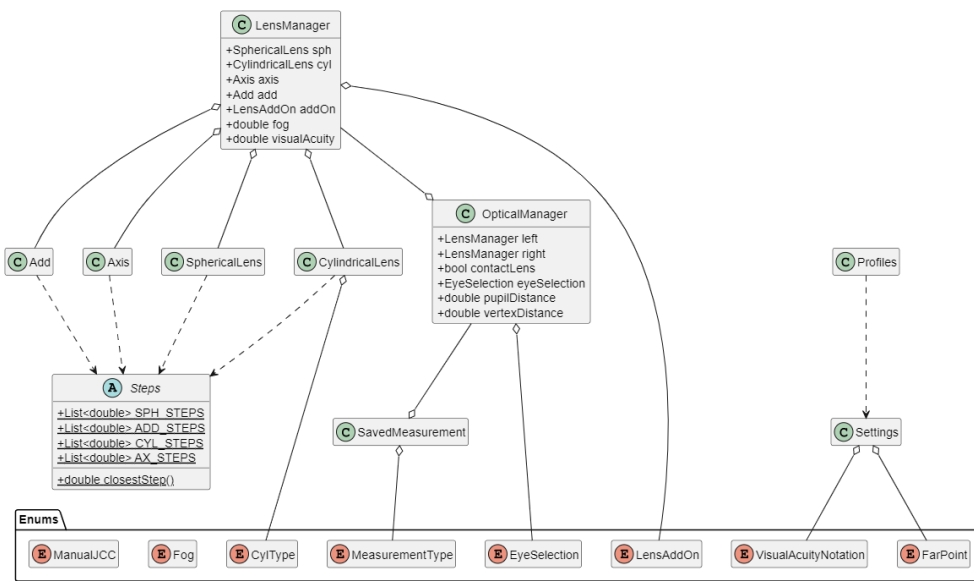 C LensManager
+SphericalLens sph
+CylindricalLens cyl
+Axis axis
+Add add
+LensAddOn addOn
+double fog
+double visualAcuity
C OpticalManager
+LensManager left
+LensManager right
+bool contactLens
+EyeSelection eyeSelection
+double pupilDistance
+double vertexDistance
C Add
C Axis
C SphericalLens
C CylindricalLens
C Profiles
A Steps
+List<double> SPH_STEPS
+List<double> ADD_STEPS
+List<double> CYL_STEPS
+List<double> AX_STEPS
+double closestStep()
C SavedMeasurement
C Settings
Enums
E ManualJCC
E Fog
E CylType
E MeasurementType
E EyeSelection
E LensAddOn
E VisualAcuityNotation
E FarPoint